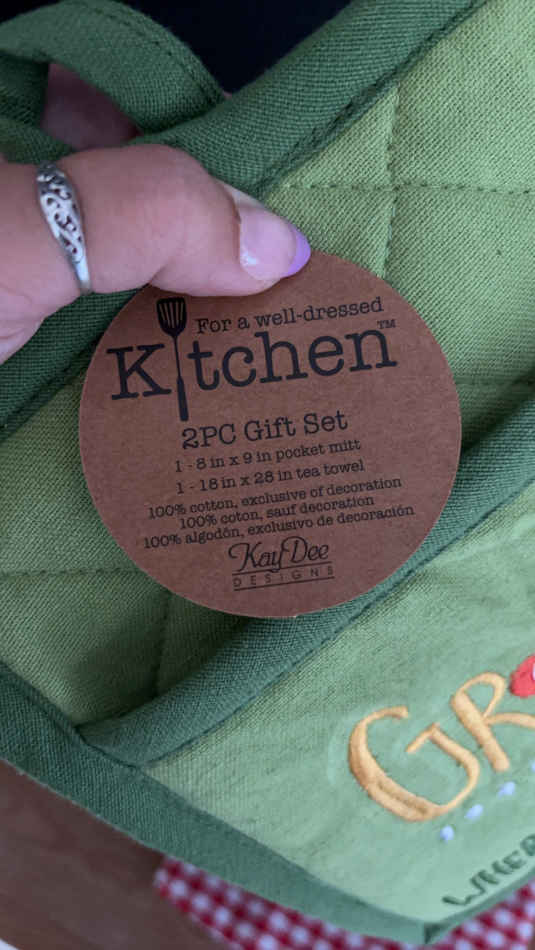 For a well-dressed
Kitchen™
2PC Gift Set
1 - 8 in x 9 in pocket mitt
1 - 18 in x 28 in tea towel
100% cotton, exclusive of decoration
100% coton, sauf decoration
100% algodón, exclusivo de decoración
KayDee
DESIGNS
GR